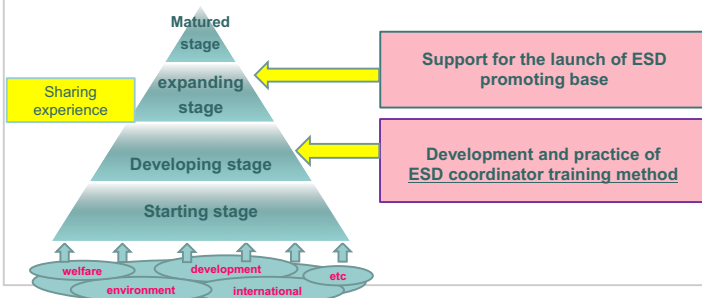 Matured
stage
expanding
stage
Sharing
experience
Support for the launch of ESD
promoting base
Developing stage
Development and practice of
ESD coordinator training method
Starting stage
welfare
development
etc
environment
international